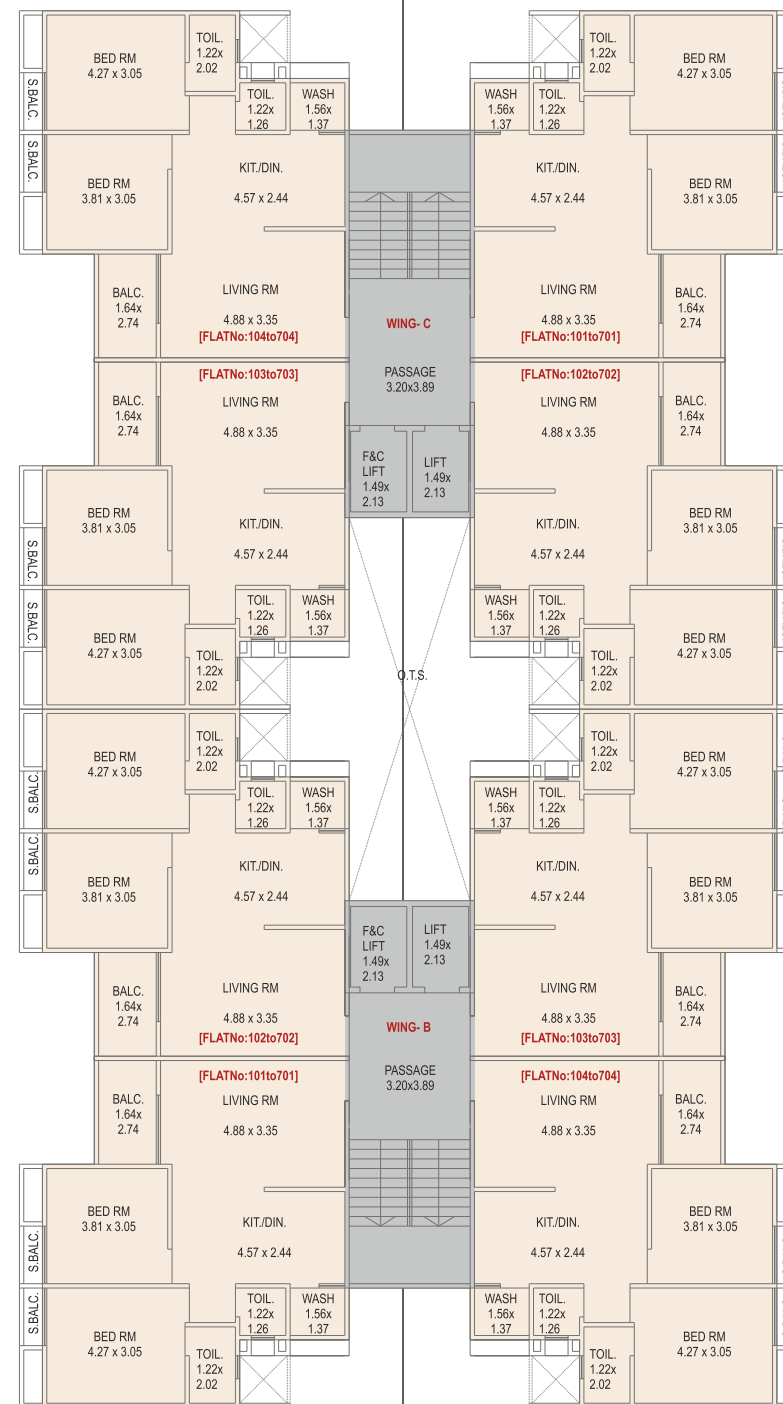 BED RM
4.27 x 3.05
TOIL.
1.22x
2.02
TOIL.
1.22x
1.26
WASH
1.56x
1.37
S.BALC.
S.BALC.
BED RM
3.81 x 3.05
KIT./DIN.
4.57 x 2.44
BALC.
1.64x
2.74
LIVING RM
4.88 x 3.35
[FLATNo:104to704]
WASH
1.56x
1.37
TOIL.
1.22x
1.26
TOIL.
1.22x
2.02
BED RM
4.27 x 3.05
KIT./DIN.
4.57 x 2.44
BED RM
3.81 x 3.05
LIVING RM
4.88 x 3.35
[FLATNo:101to701]
BALC.
1.64x
2.74
WING- C
PASSAGE
3.20x3.89
F&C
LIFT
1.49x
2.13
LIFT
1.49x
2.13
[FLATNo:103to703]
LIVING RM
4.88 x 3.35
BALC.
1.64x
2.74
BED RM
3.81 x 3.05
KIT./DIN.
4.57 x 2.44
S.BALC.
S.BALC.
BED RM
4.27 x 3.05
TOIL.
1.22x
2.02
TOIL.
1.22x
1.26
WASH
1.56x
1.37
[FLATNo:102to702]
LIVING RM
4.88 x 3.35
BALC.
1.64x
2.74
KIT./DIN.
4.57 x 2.44
BED RM
3.81 x 3.05
WASH
1.56x
1.37
TOIL.
1.22x
1.26
TOIL.
1.22x
2.02
BED RM
4.27 x 3.05
O.T.S.
BED RM
4.27 x 3.05
TOIL.
1.22x
2.02
TOIL.
1.22x
1.26
WASH
1.56x
1.37
S.BALC.
S.BALC.
BED RM
3.81 x 3.05
KIT./DIN.
4.57 x 2.44
BALC.
1.64x
2.74
LIVING RM
4.88 x 3.35
[FLATNo:102to702]
WASH
1.56x
1.37
TOIL.
1.22x
1.26
TOIL.
1.22x
2.02
BED RM
4.27 x 3.05
KIT./DIN.
4.57 x 2.44
BED RM
3.81 x 3.05
LIVING RM
4.88 x 3.35
[FLATNo:103to703]
BALC.
1.64x
2.74
F&C
LIFT
1.49x
2.13
LIFT
1.49x
2.13
WING- B
PASSAGE
3.20x3.89
[FLATNo:101to701]
LIVING RM
4.88 x 3.35
BALC.
1.64x
2.74
BED RM
3.81 x 3.05
KIT./DIN.
4.57 x 2.44
S.BALC.
S.BALC.
BED RM
4.27 x 3.05
TOIL.
1.22x
2.02
TOIL.
1.22x
1.26
WASH
1.56x
1.37
[FLATNo:104to704]
LIVING RM
4.88 x 3.35
BALC.
1.64x
2.74
KIT./DIN.
4.57 x 2.44
BED RM
3.81 x 3.05
WASH
1.56x
1.37
TOIL.
1.22x
1.26
TOIL.
1.22x
2.02
BED RM
4.27 x 3.05